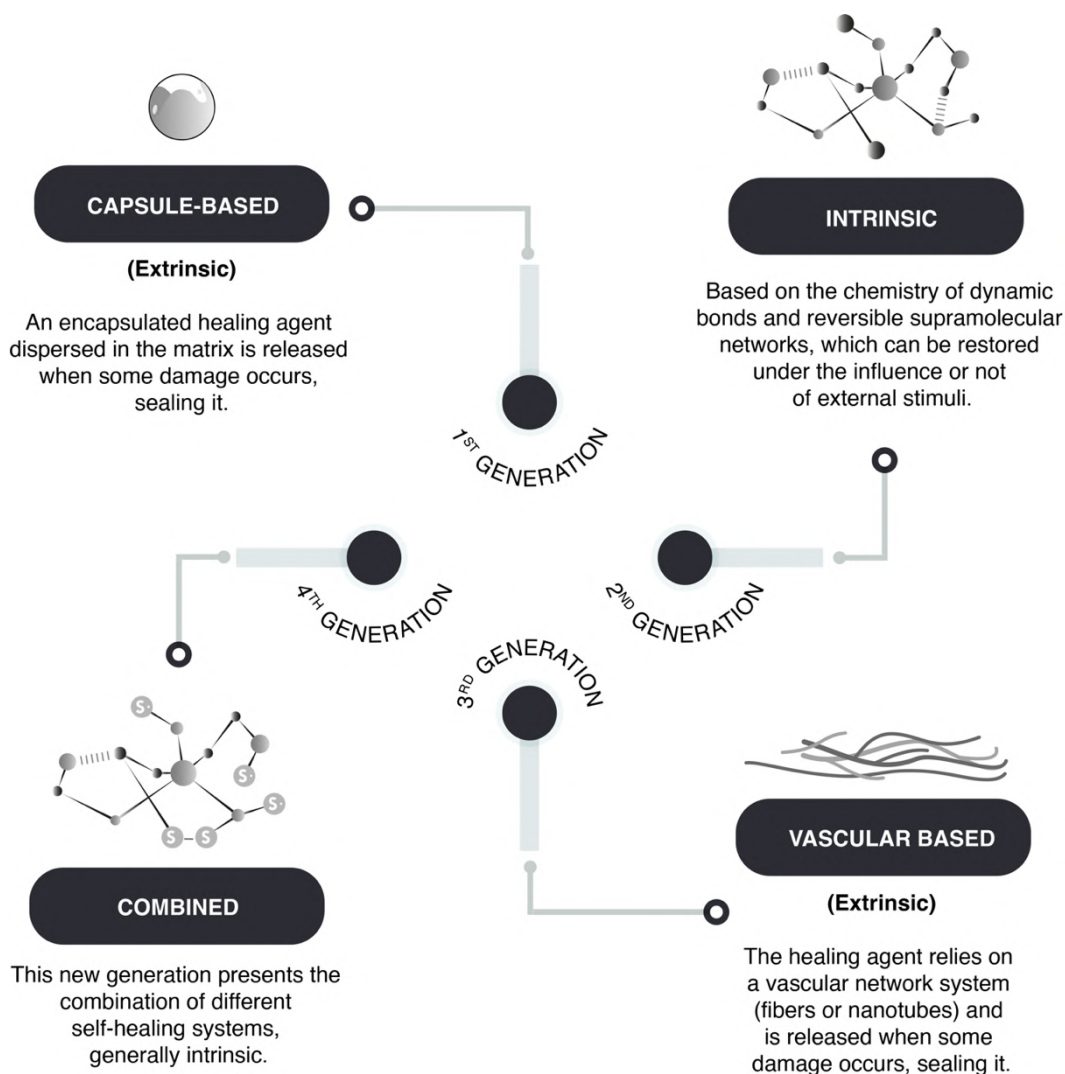 CAPSULE-BASED
(Extrinsic)
An encapsulated healing agent
dispersed in the matrix is released
when some damage occurs,
sealing it.
1ST GENERATION
INTRINSIC
Based on the chemistry of dynamic
bonds and reversible supramolecular
networks, which can be restored
under the influence or not
of external stimuli.
2ND GENERATION
3RD GENERATION
VASCULAR BASED
(Extrinsic)
The healing agent relies on
a vascular network system
(fibers or nanotubes) and
is released when some
damage occurs, sealing it.
4TH GENERATION
S·
S·
S·
S–S
COMBINED
This new generation presents the
combination of different
self-healing systems,
generally intrinsic.